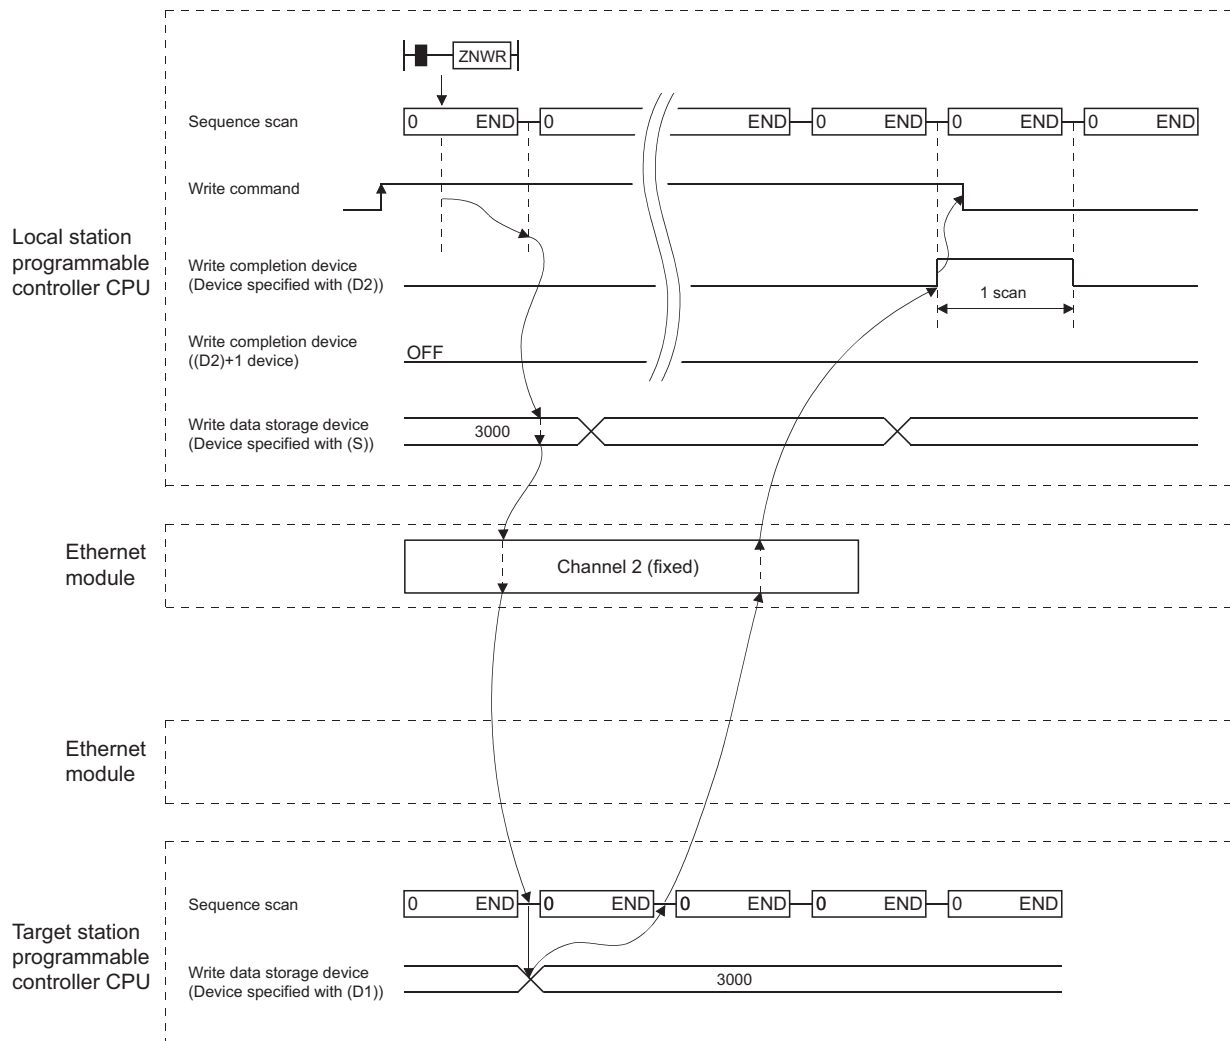 ZNWR
Sequence scan
0 END 0 END 0 END 0 END 0 END
Write command
Local station
programmable
controller CPU
Write completion device
(Device specified with (D2))
1 scan
Write completion device
((D2)+1 device)
OFF
Write data storage device
(Device specified with (S))
3000
Ethernet
module
Channel 2 (fixed)
Ethernet
module
Sequence scan
0 END 0 END 0 END 0 END 0 END
Target station
programmable
controller CPU
Write data storage device
(Device specified with (D1))
3000